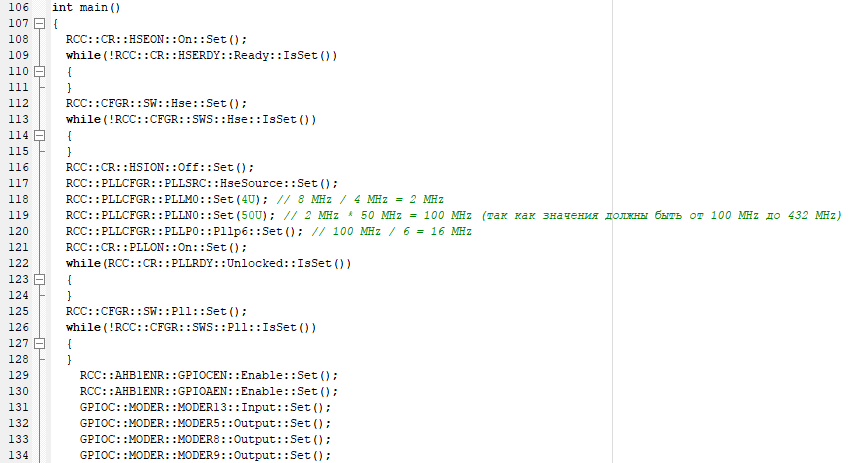 106 int main()
107 {
108 RCC::CR::HSEON::On::Set();
109 while(!RCC::CR::HSERDY::Ready::IsSet())
110 {
111 }
112 RCC::CFGR::SW::Hse::Set();
113 while(!RCC::CFGR::SWS::Hse::IsSet())
114 {
115 }
116 RCC::CR::HSION::Off::Set();
117 RCC::PLLCFGR::PLLSRC::HseSource::Set();
118 RCC::PLLCFGR::PLLM0::Set(4U); // 8 MHz / 4 MHz = 2 MHz
119 RCC::PLLCFGR::PLLN0::Set(50U); // 2 MHz * 50 MHz = 100 MHz (так как значения должны быть от 100 MHz до 432 MHz)
120 RCC::PLLCFGR::PLLP0::Pllp6::Set(); // 100 MHz / 6 = 16 MHz
121 RCC::CR::PLLON::On::Set();
122 while(RCC::CR::PLLRDY::Unlocked::IsSet())
123 {
124 }
125 RCC::CFGR::SW::Pll::Set();
126 while(!RCC::CFGR::SWS::Pll::IsSet())
127 {
128 }
129 RCC::AHB1ENR::GPIOCEN::Enable::Set();
130 RCC::AHB1ENR::GPIOAEN::Enable::Set();
131 GPIOC::MODER::MODER13::Input::Set();
132 GPIOC::MODER::MODER5::Output::Set();
133 GPIOC::MODER::MODER8::Output::Set();
134 GPIOC::MODER::MODER9::Output::Set();